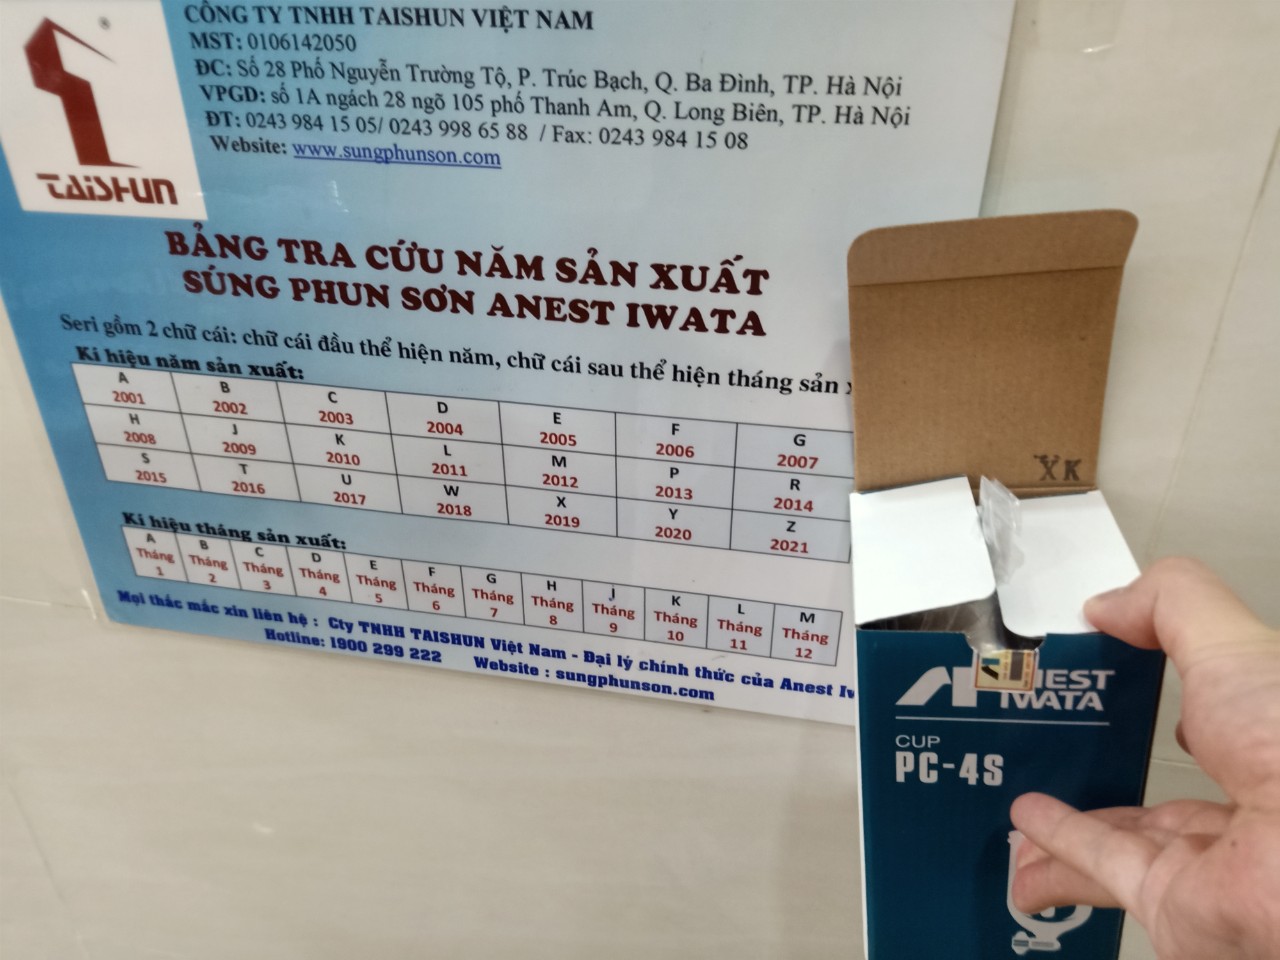 CÔNG TY TNHH TAISHUN VIỆT NAM
MST: 0106142050
ĐC: Số 28 Phố Nguyễn Trường Tộ, P. Trúc Bạch, Q. Ba Đình, TP. Hà Nội
VPGD: số 1A ngách 28 ngõ 105 phố Thanh Am, Q. Long Biên, TP. Hà Nội
ĐT: 0243 984 15 05/ 0243 998 65 88 / Fax: 0243 984 15 08
Website: www.sungphunson.com
TAISHUN
BẢNG TRA CỨU NĂM SẢN XUẤT
SÚNG PHUN SƠN ANEST IWATA
Seri gồm 2 chữ cái: chữ cái đầu thể hiện năm, chữ cái sau thể hiện tháng sản
Kí hiệu năm sản xuất:
A B C D E F G
2001 2002 2003 2004 2005 2006 2007
H J K L M P R
2008 2009 2010 2011 2012 2013 2014
S T U W X Y Z
2015 2016 2017 2018 2019 2020 2021
Kí hiệu tháng sản xuất:
A B C D E F G H J K L M
Tháng Tháng Tháng Tháng Tháng Tháng Tháng Tháng Tháng Tháng Tháng Tháng
1 2 3 4 5 6 7 8 9 10 11 12
Mọi thắc mắc xin liên hệ : Cty TNHH TAISHUN Việt Nam - Đại lý chính thức của Anest
Hotline: 1900 299 222 Website : sungphunson.com
XK
ANEST
IWATA
CUP
PC-4S